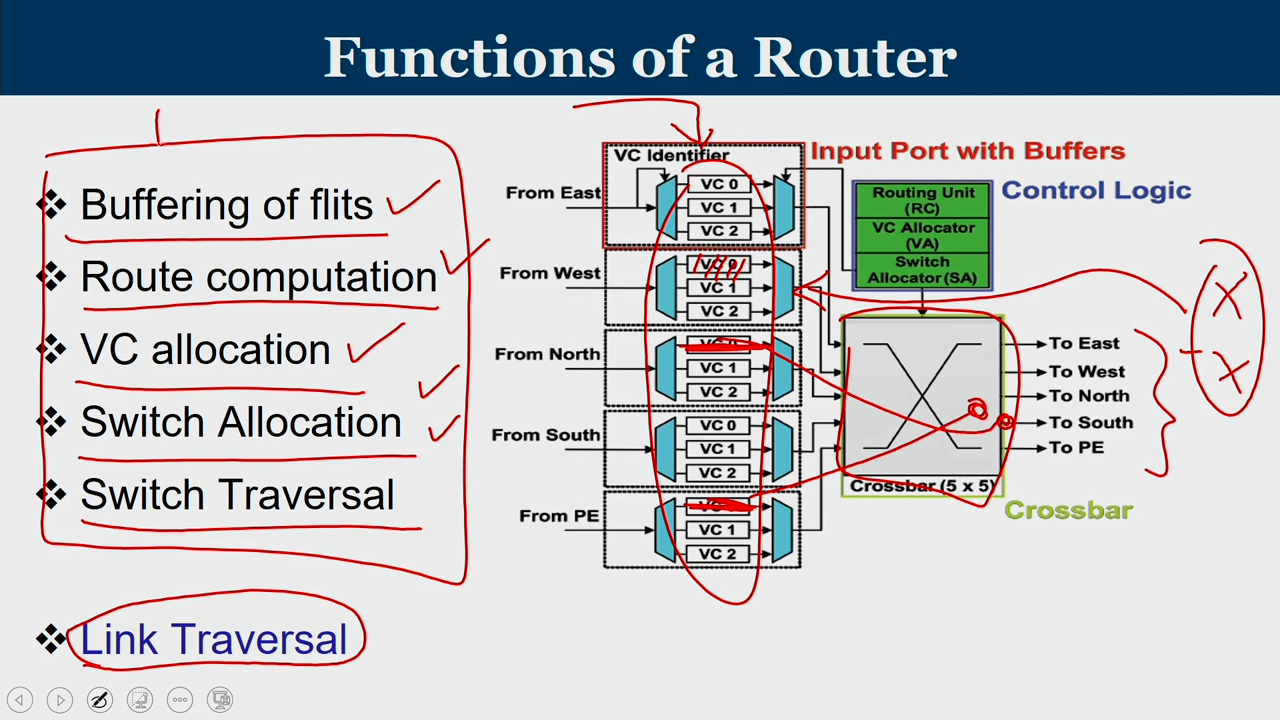 Functions of a Router
❖ Buffering of flits
❖ Route computation
❖ VC allocation
❖ Switch Allocation
❖ Switch Traversal
❖ Link Traversal
VC Identifier
Input Port with Buffers
From East
VC 0
VC 1
VC 2
Routing Unit
(RC)
VC Allocator
(VA)
Switch
Allocator(SA)
Control Logic
From West
VC 0
VC 1
VC 2
From North
VC 1
VC 2
From South
VC 0
VC 1
VC 2
From PE
VC 1
VC 2
To East
To West
To North
To South
To PE
Crossbar (5 x 5)
Crossbar
X
X